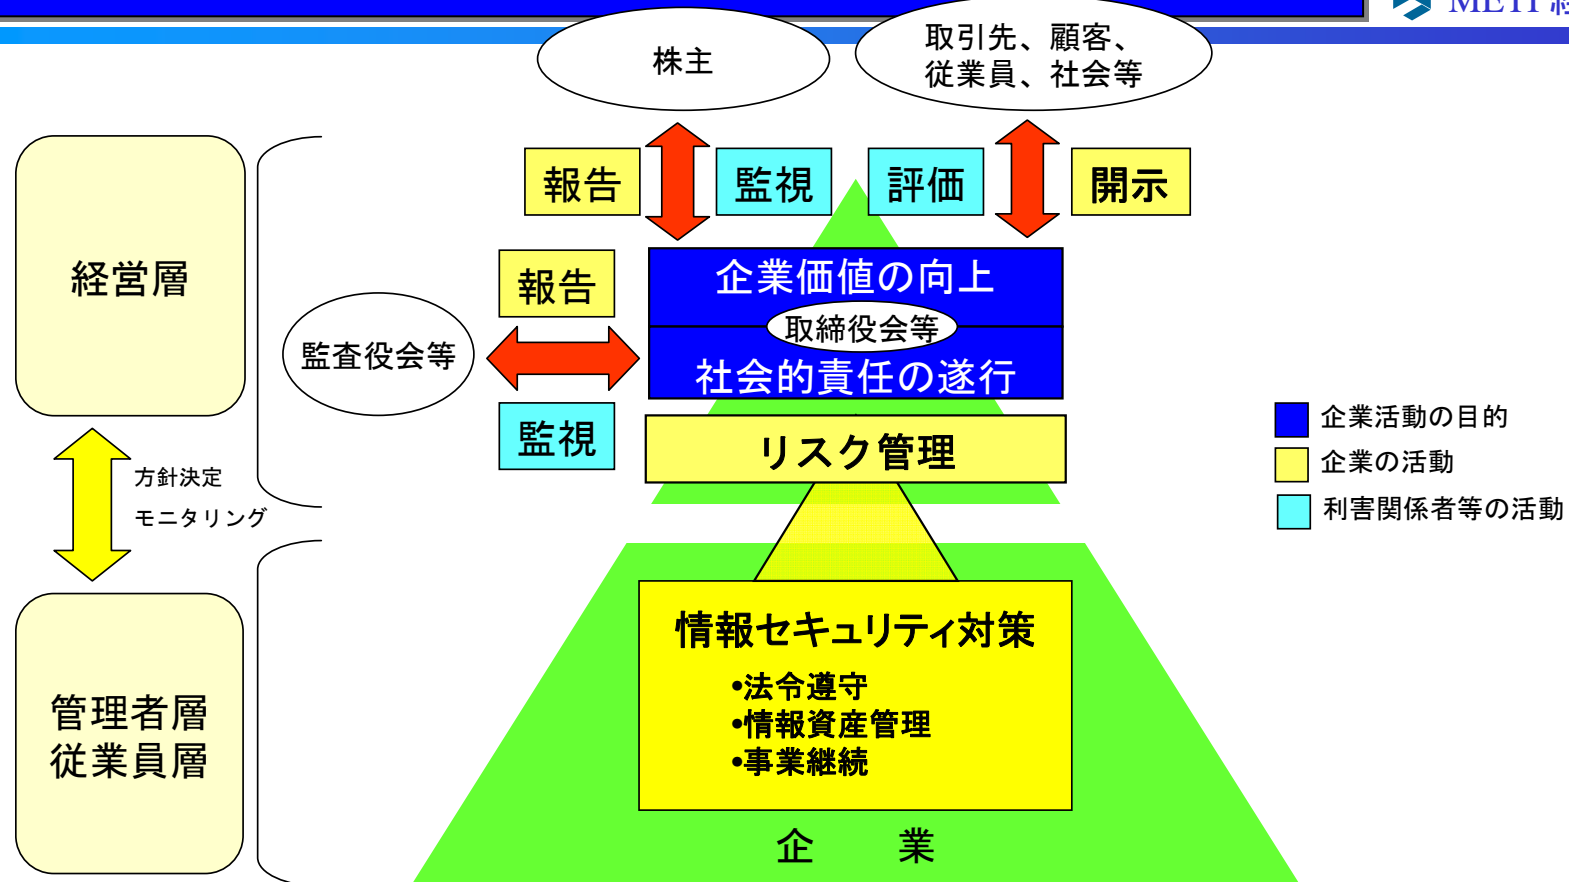 METI
株主
取引先、顧客、
従業員、社会等
報告
監視
評価
開示
経営層
企業価値の向上
報告
取締役会等
監査役会等
社会的責任の遂行
監視
リスク管理
企業活動の目的
企業の活動
利害関係者等の活動
方針決定
モニタリング
情報セキュリティ対策
•法令遵守
•情報資産管理
•事業継続
管理者層
従業員層
企 業